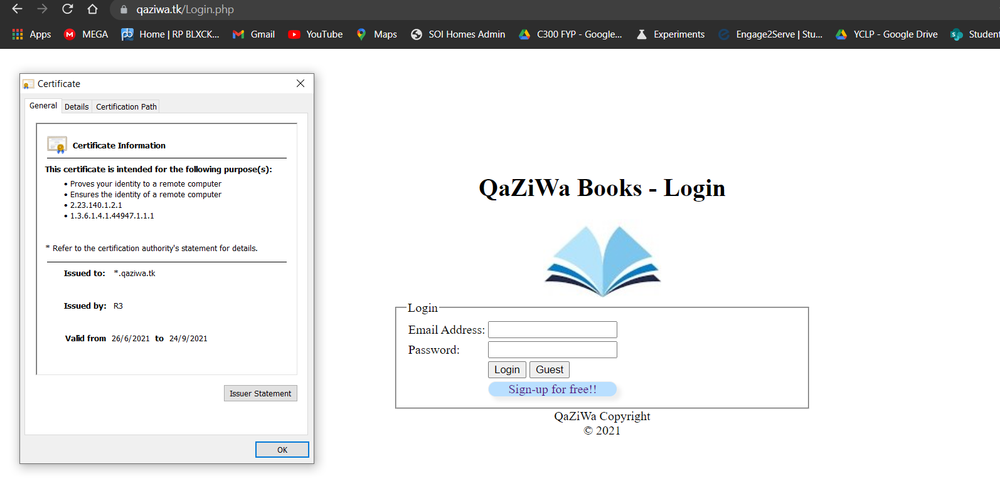 qaziwa.tk/Login.php
Apps MEGA Home | RP BLXCK... Gmail YouTube Maps SOI Homes Admin C300 FYP - Google... Experiments Engage2Serve | Stu... YCLP - Google Drive Student
Certificate
General Details Certification Path
Certificate Information
This certificate is intended for the following purpose(s):
• Proves your identity to a remote computer
• Ensures the identity of a remote computer
• 2.23.140.1.2.1
• 1.3.6.1.4.1.44947.1.1.1
* Refer to the certification authority's statement for details.
Issued to: *.qaziwa.tk
Issued by: R3
Valid from 26/6/2021 to 24/9/2021
Issuer Statement
OK
QaZiWa Books - Login
Login
Email Address:
Password:
Login Guest
Sign-up for free!!
QaZiWa Copyright
© 2021